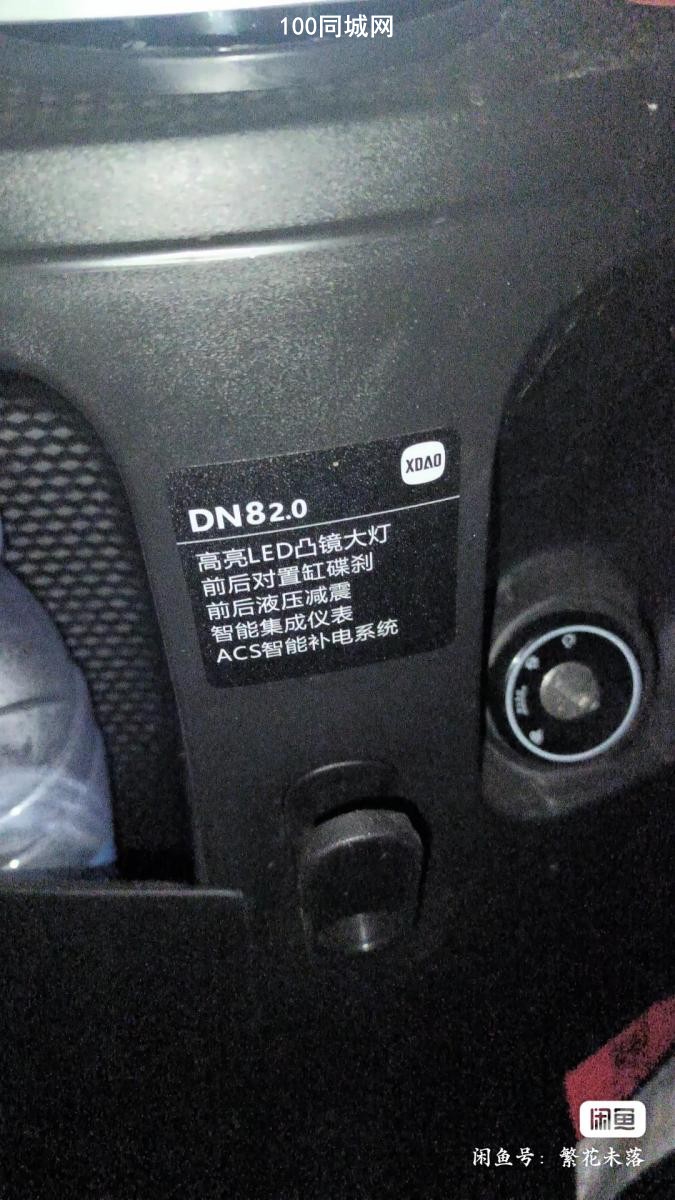 100同城网
XDAO
DN8 2.0
高亮LED凸镜大灯
前后对置缸碟刹
前后液压减震
智能集成仪表
ACS智能补电系统
闲鱼
闲鱼号：繁花未落